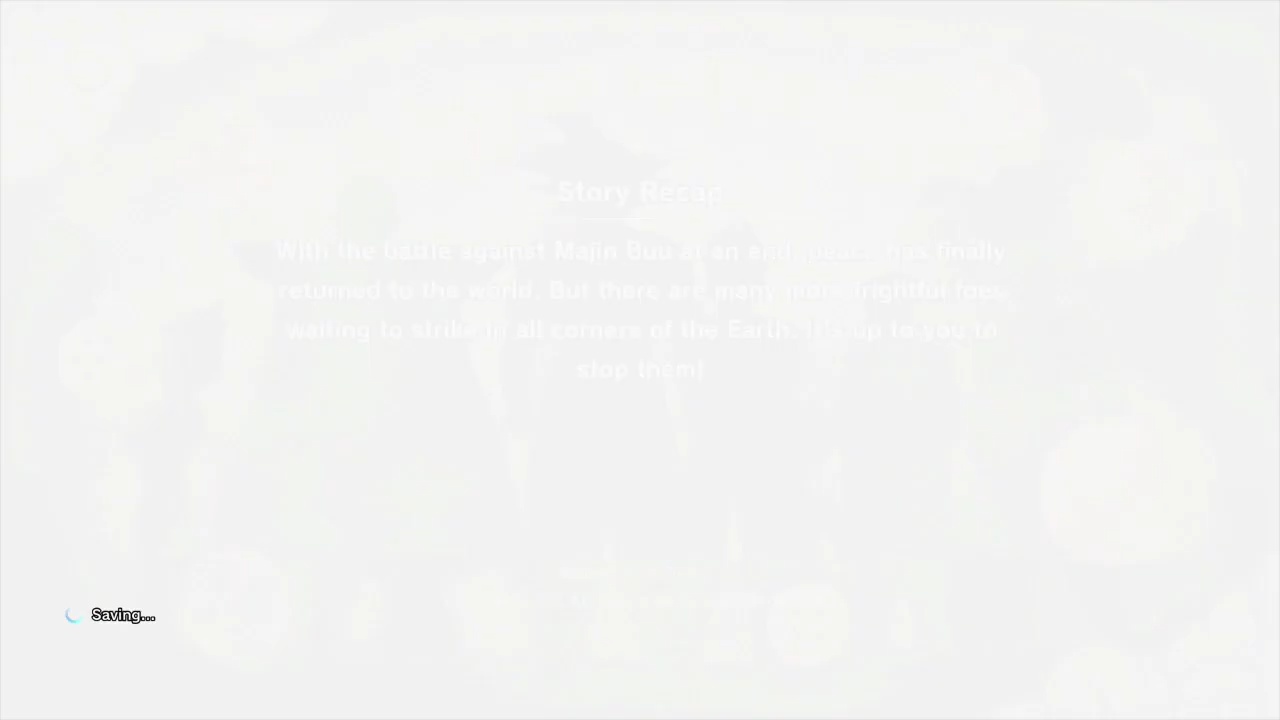 Story Recap
With the battle against Majin Buu at an end, peace has finally
returned to the world. But there are many more frightful foes
waiting to strike in all corners of the Earth. It's up to you to
stop them!
Saving...